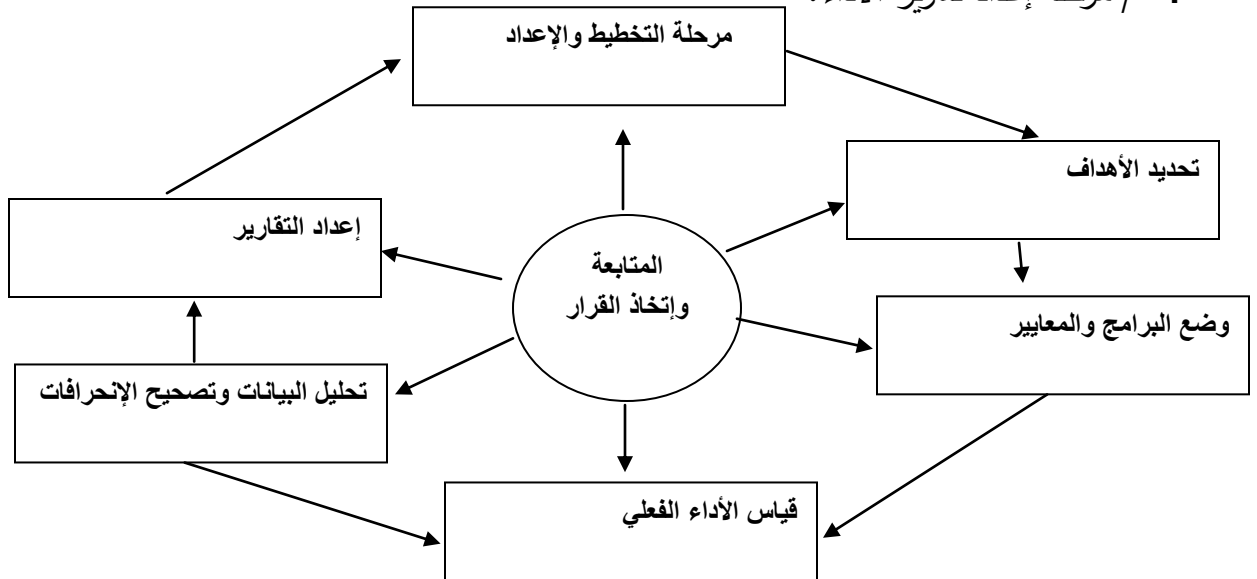 مرحلة التخطيط والإعداد
تحديد الأهداف
إعداد التقارير
المتابعة
وإتخاذ القرار
وضع البرامج والمعايير
تحليل البيانات وتصحيح الإنحرافات
قياس الأداء الفعلي